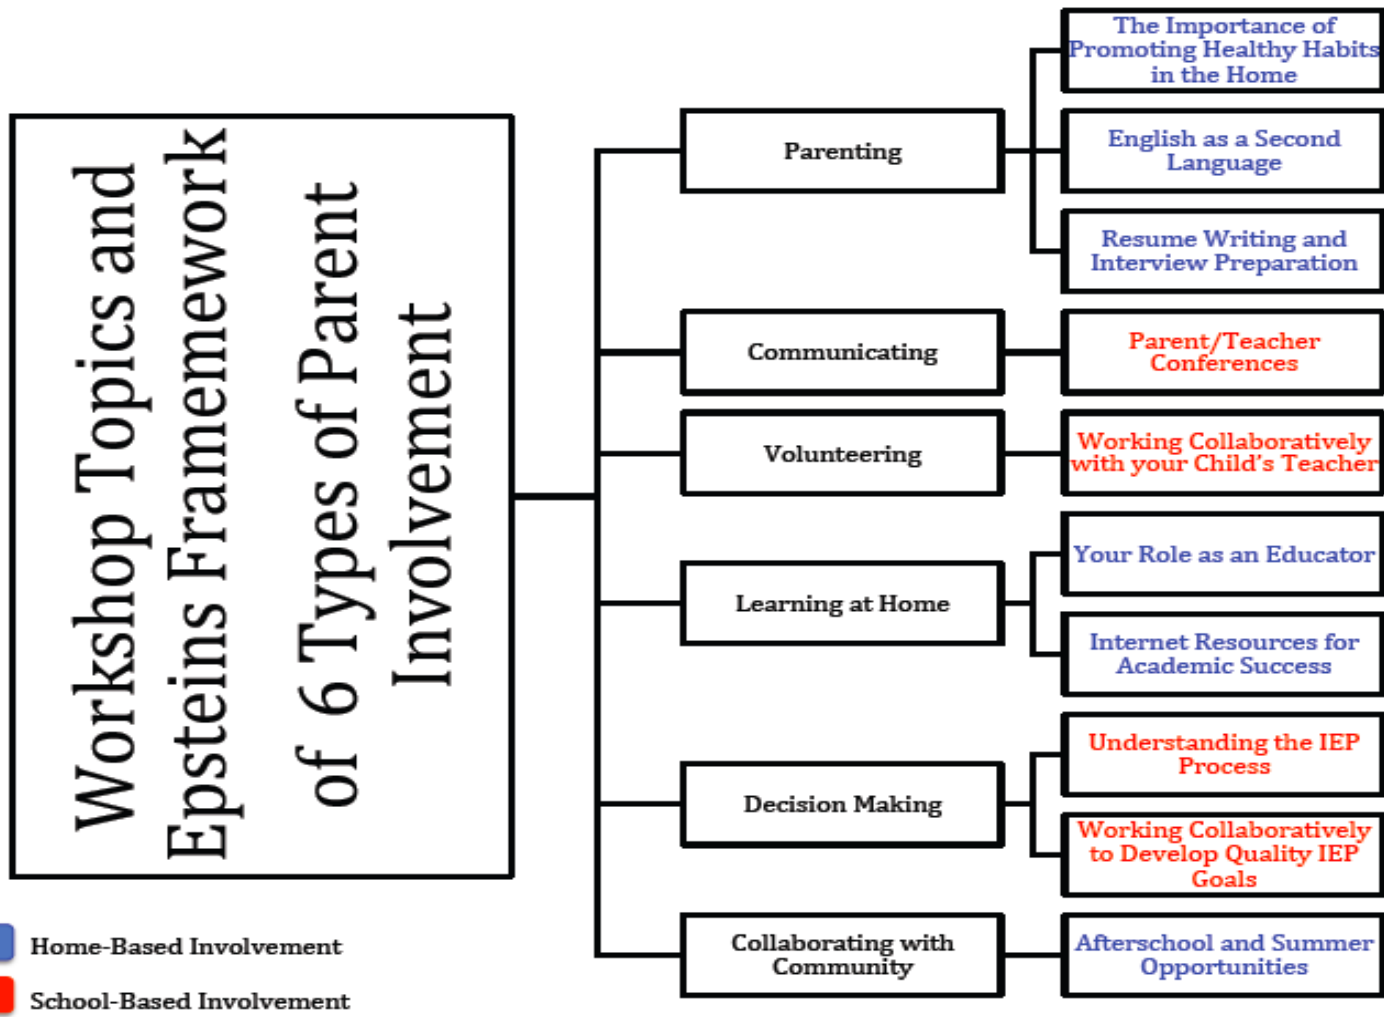 Workshop Topics and
Epsteins Framemework
of 6 Types of Parent
Involvement
Parenting
The Importance of
Promoting Healthy Habits
in the Home
English as a Second
Language
Resume Writing and
Interview Preparation
Communicating
Parent/Teacher
Conferences
Volunteering
Working Collaboratively
with your Child's Teacher
Learning at Home
Your Role as an Educator
Internet Resources for
Academic Success
Decision Making
Understanding the IEP
Process
Working Collaboratively
to Develop Quality IEP
Goals
Collaborating with
Community
Afterschool and Summer
Opportunities
Home-Based Involvement
School-Based Involvement